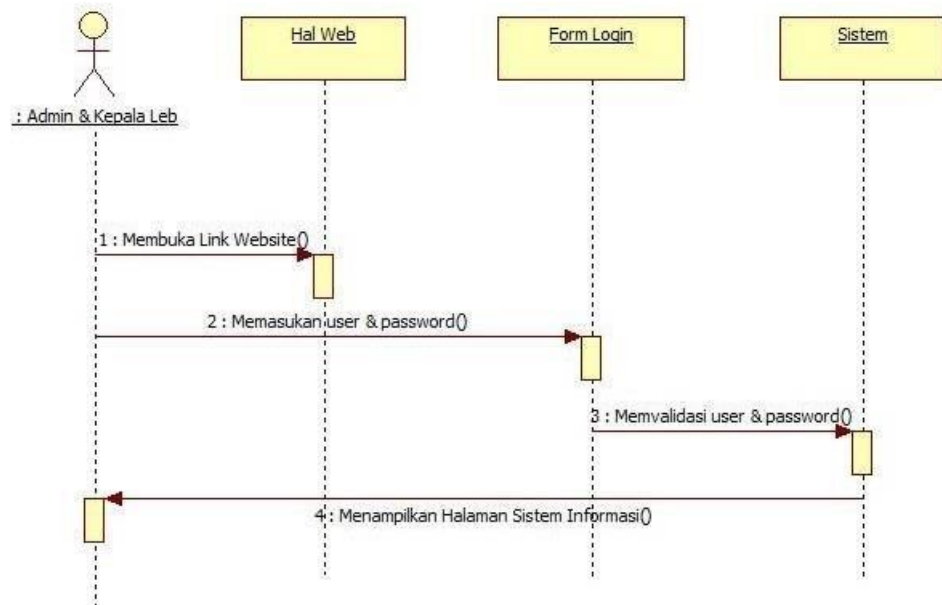 Hal Web
Form Login
Sistem
: Admin & Kepala Leb
1 : Membuka Link Website()
2 : Memasukan user & password()
3 : Memvalidasi user & password()
4 : Menampilkan Halaman Sistem Informasi()